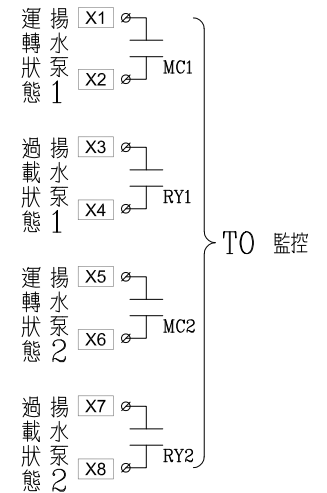 揚水泵1
運轉狀態
X1
X2
MC1
揚水泵1
過載狀態
X3
X4
RY1
TO 監控
揚水泵2
運轉狀態
X5
X6
MC2
揚水泵2
過載狀態
X7
X8
RY2